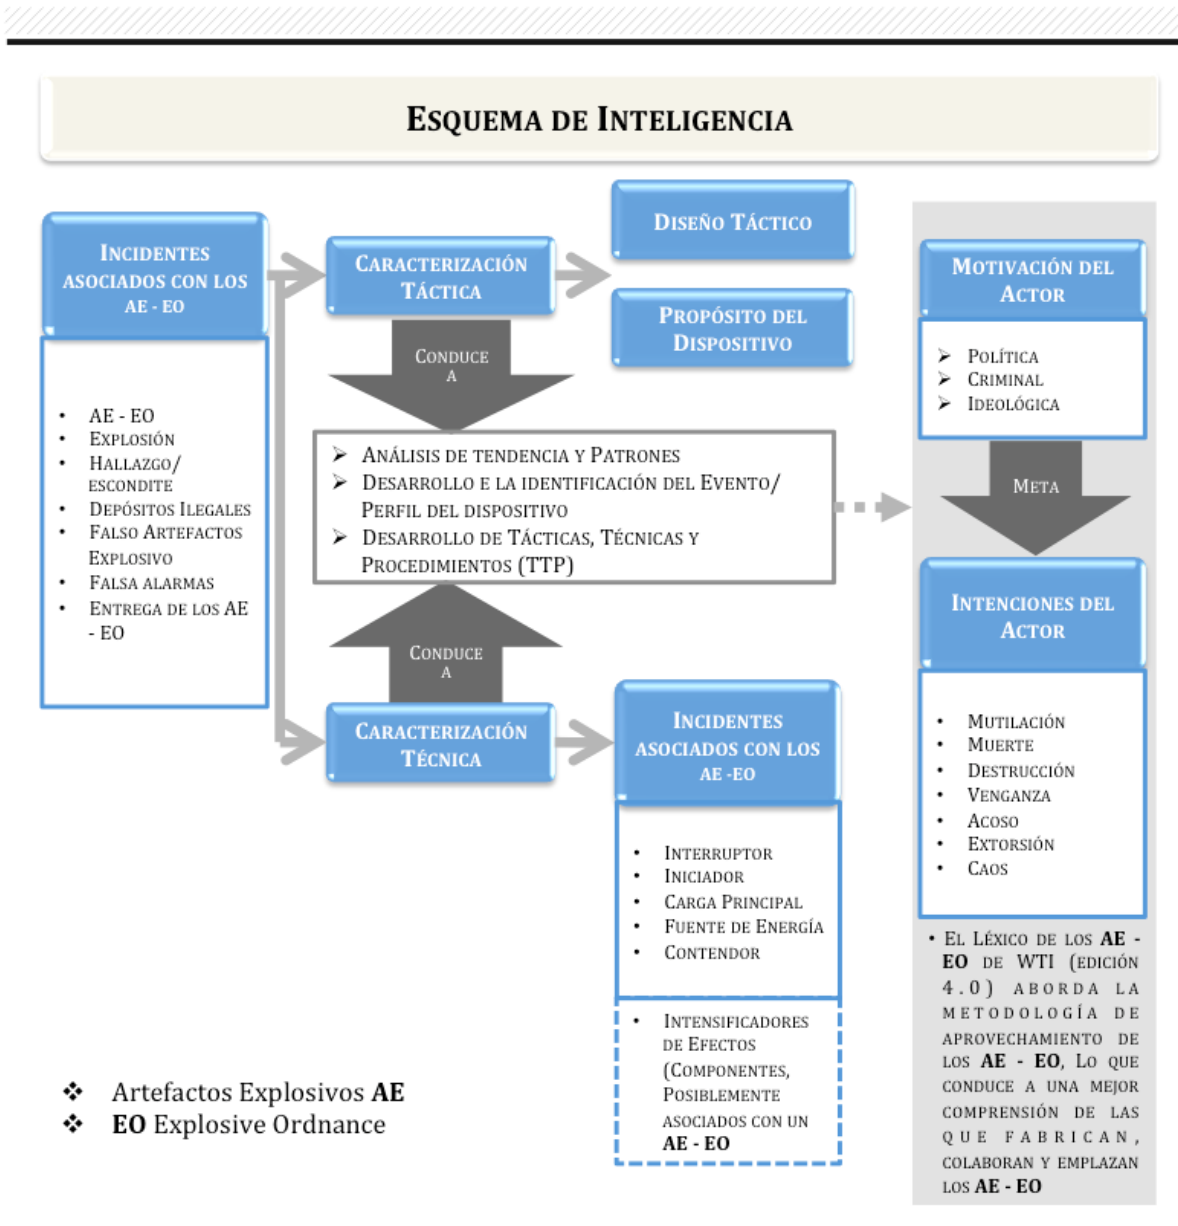 ESQUEMA DE INTELIGENCIA
INCIDENTES
ASOCIADOS CON LOS
AE - EO
AE - EO
EXPLOSIÓN
HALLAZGO/
ESCONDITE
DEPÓSITOS ILEGALES
FALSO ARTEFACTOS
EXPLOSIVO
FALSA ALARMAS
ENTREGA DE LOS AE
- EO
CARACTERIZACIÓN
TÁCTICA
DISEÑO TÁCTICO
PROPÓSITO DEL
DISPOSITIVO
CONDUCE
A
ANÁLISIS DE TENDENCIA Y PATRONES
DESARROLLO E LA IDENTIFICACIÓN DEL EVENTO/
PERFIL DEL DISPOSITIVO
DESARROLLO DE TÁCTICAS, TÉCNICAS Y
PROCEDIMIENTOS (TTP)
CONDUCE
A
CARACTERIZACIÓN
TÉCNICA
INCIDENTES
ASOCIADOS CON LOS
AE -EO
INTERRUPTOR
INICIADOR
CARGA PRINCIPAL
FUENTE DE ENERGÍA
CONTENDOR
INTENSIFICADORES
DE EFECTOS
(COMPONENTES,
POSIBLEMENTE
ASOCIADOS CON UN
AE - EO
MOTIVACIÓN DEL
ACTOR
POLÍTICA
CRIMINAL
IDEOLÓGICA
META
INTENCIONES DEL
ACTOR
MUTILACIÓN
MUERTE
DESTRUCCIÓN
VENGANZA
ACOSO
EXTORSIÓN
CAOS
EL LÉXICO DE LOS AE -
EO DE WTI (EDICIÓN
4.0) ABORDA LA
METODOLOGÍA DE
APROVECHAMIENTO DE
LOS AE - EO, LO QUE
CONDUCE A UNA MEJOR
COMPRENSIÓN DE LAS
QUE FABRICAN,
COLABORAN Y EMPLAZAN
LOS AE - EO
Artefactos Explosivos AE
EO Explosive Ordnance